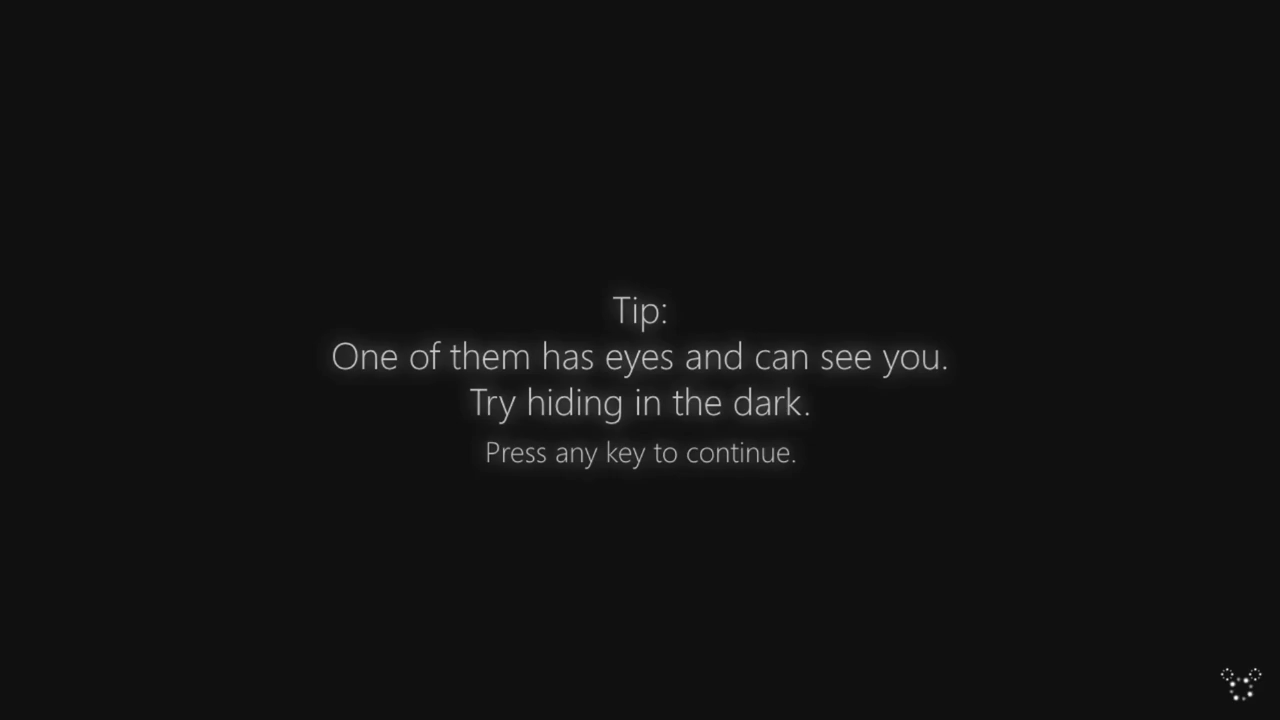 Tip:
One of them has eyes and can see you.
Try hiding in the dark.
Press any key to continue.